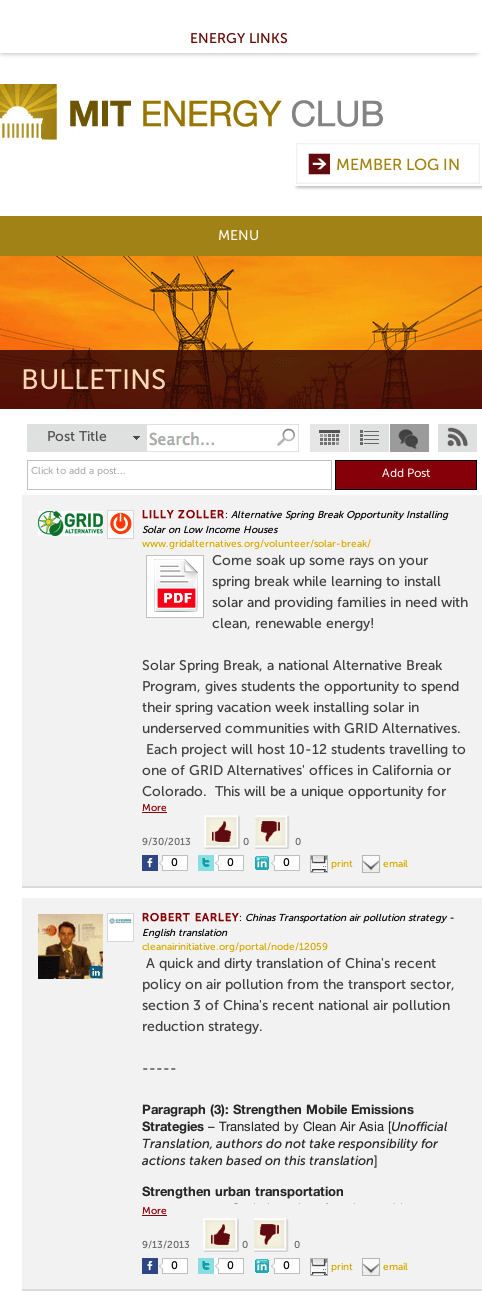 ENERGY LINKS
MIT ENERGY CLUB
MEMBER LOG IN
MENU
BULLETINS
Post Title
Search...
Click to add a post...
Add Post
GRID
ALTERNATIVES
LILLY ZOLLER: Alternative Spring Break Opportunity Installing
Solar on Low Income Houses
www.gridalternatives.org/volunteer/solar-break/
PDF
Come soak up some rays on your
spring break while learning to install
solar and providing families in need with
clean, renewable energy!
Solar Spring Break, a national Alternative Break
Program, gives students the opportunity to spend
their spring vacation week installing solar in
underserved communities with GRID Alternatives.
Each project will host 10-12 students travelling to
one of GRID Alternatives' offices in California or
Colorado.  This will be a unique opportunity for
More
9/30/2013 0 0
f 0 t 0 in 0 print email
in
ROBERT EARLEY: Chinas Transportation air pollution strategy -
English translation
cleanairinitiative.org/portal/node/12059
A quick and dirty translation of China's recent
policy on air pollution from the transport sector,
section 3 of China's recent national air pollution
reduction strategy.
-----
Paragraph (3): Strengthen Mobile Emissions
Strategies – Translated by Clean Air Asia [Unofficial
Translation, authors do not take responsibility for
actions taken based on this translation]
Strengthen urban transportation
More
9/13/2013 0 0
f 0 t 0 in 0 print email